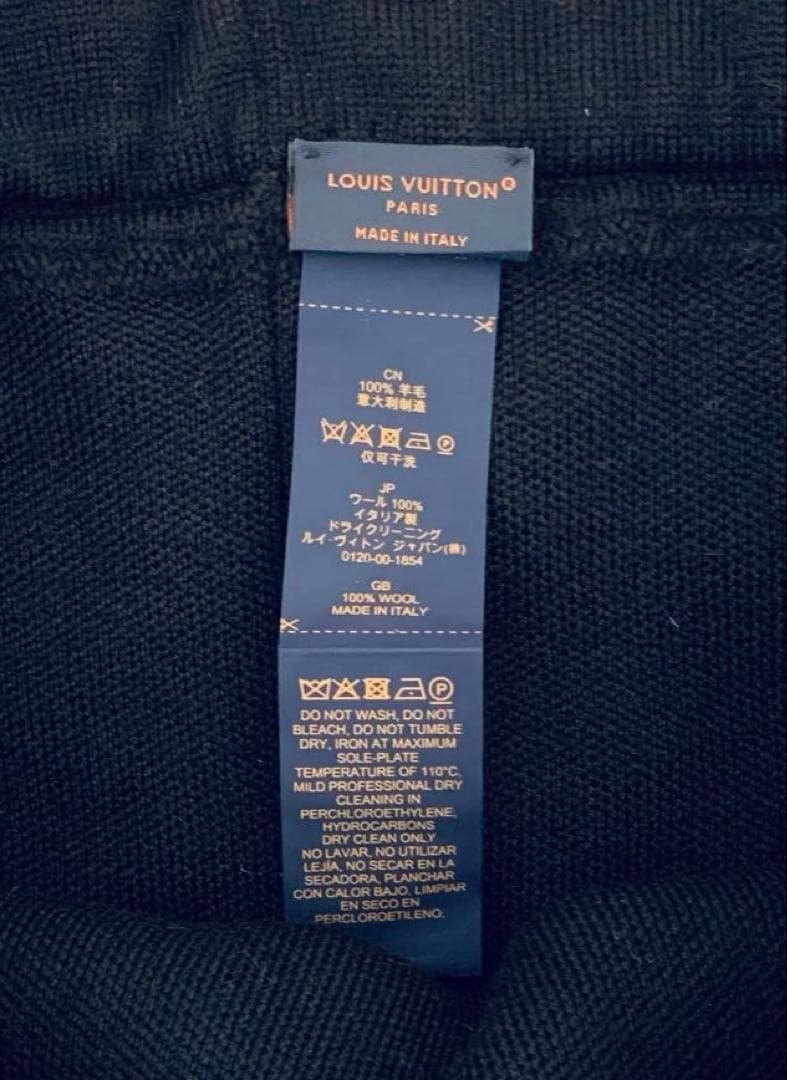 LOUIS VUITTON®
PARIS
MADE IN ITALY
CN
100% 羊毛
意大利制造
仅可干洗
JP
ウール 100%
イタリア製
ドライクリーニング
ルイ·ヴィトン ジャパン(株)
0120-00-1854
GB
100% WOOL
MADE IN ITALY
DO NOT WASH, DO NOT
BLEACH, DO NOT TUMBLE
DRY, IRON AT MAXIMUM
SOLE-PLATE
TEMPERATURE OF 110°C,
MILD PROFESSIONAL DRY
CLEANING IN
PERCHLOROETHYLENE,
HYDROCARBONS
DRY CLEAN ONLY
NO LAVAR, NO UTILIZAR
LEJÍA, NO SECAR EN LA
SECADORA, PLANCHAR
CON CALOR BAJO, LIMPIAR
EN SECO EN
PERCLOROETILENO,